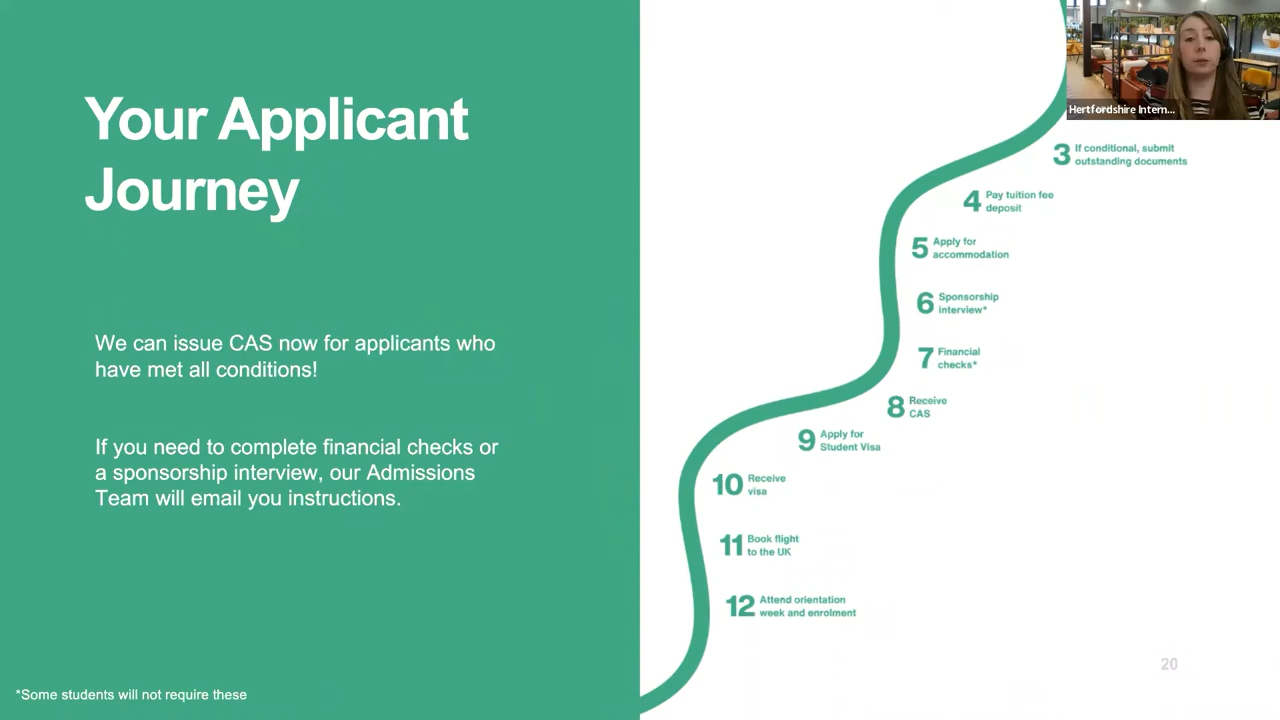 Your Applicant
Journey
We can issue CAS now for applicants who
have met all conditions!
If you need to complete financial checks or
a sponsorship interview, our Admissions
Team will email you instructions.
*Some students will not require these
Hertfordshire Intern...
3 If conditional, submit
outstanding documents
4 Pay tuition fee
deposit
5 Apply for
accommodation
6 Sponsorship
interview*
7 Financial
checks*
8 Receive
CAS
9 Apply for
Student Visa
10 Receive
visa
11 Book flight
to the UK
12 Attend orientation
week and enrolment
20